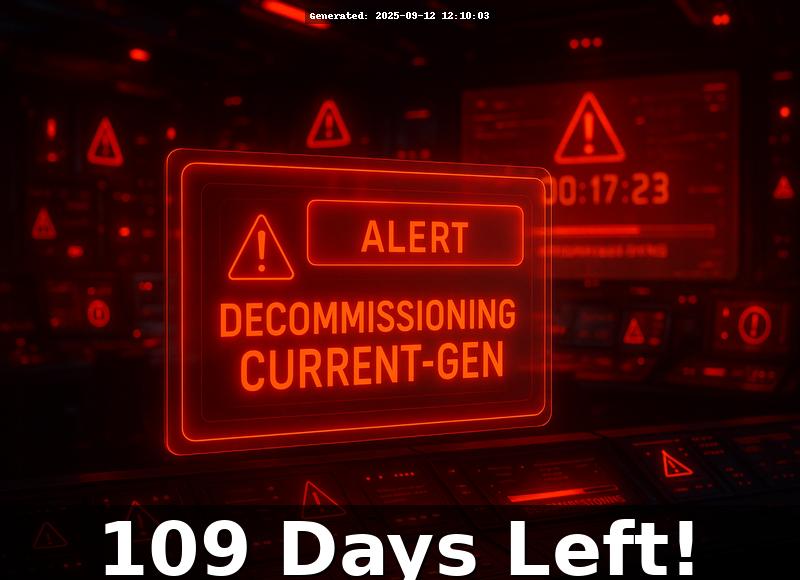 Generated: 2025-09-12 12:10:03
00:17:23
ALERT
DECOMMISSIONING
CURRENT-GEN
109 Days Left!